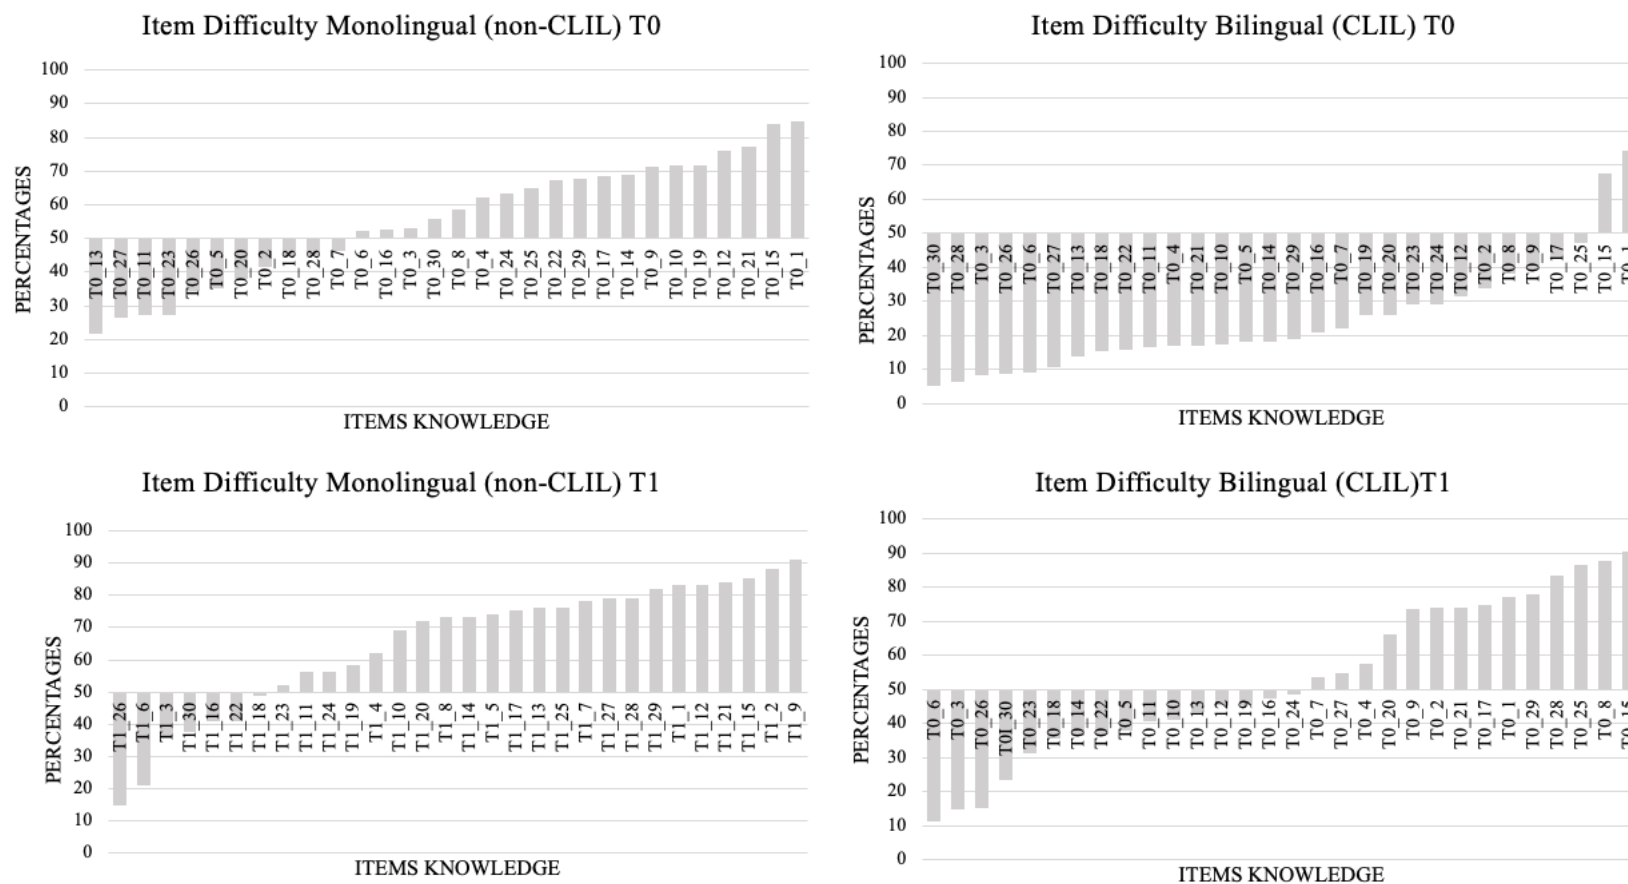 Item Difficulty Monolingual (non-CLIL) T0
PERCENTAGES
100
90
80
70
60
50
40
30
20
10
0
T0_13
T0_27
T0_11
T0_23
T0_26
T0_5
T0_20
T0_2
T0_18
T0_28
T0_7
T0_6
T0_16
T0_3
T0_30
T0_8
T0_4
T0_24
T0_25
T0_22
T0_29
T0_17
T0_14
T0_9
T0_10
T0_19
T0_12
T0_21
T0_15
T0_1
ITEMS KNOWLEDGE
Item Difficulty Bilingual (CLIL) T0
PERCENTAGES
100
90
80
70
60
50
40
30
20
10
0
T0_30
T0_28
T0_3
T0_26
T0_6
T0_27
T0_13
T0_18
T0_22
T0_11
T0_4
T0_21
T0_10
T0_5
T0_14
T0_29
T0_16
T0_7
T0_19
T0_20
T0_23
T0_24
T0_12
T0_2
T0_8
T0_9
T0_17
T0_25
T0_15
T0_1
ITEMS KNOWLEDGE
Item Difficulty Monolingual (non-CLIL) T1
PERCENTAGES
100
90
80
70
60
50
40
30
20
10
0
T1_26
T1_6
T1_3
T1_30
T1_16
T1_22
T1_18
T1_23
T1_11
T1_24
T1_19
T1_4
T1_10
T1_20
T1_8
T1_14
T1_5
T1_17
T1_13
T1_25
T1_7
T1_27
T1_28
T1_29
T1_1
T1_12
T1_21
T1_15
T1_2
T1_9
ITEMS KNOWLEDGE
Item Difficulty Bilingual (CLIL)T1
PERCENTAGES
100
90
80
70
60
50
40
30
20
10
0
T0_6
T0_3
T0_26
T0I_30
T0_23
T0_18
T0_14
T0_22
T0_5
T0_11
T0_10
T0_13
T0_12
T0_19
T0_16
T0_24
T0_7
T0_27
T0_4
T0_20
T0_9
T0_2
T0_21
T0_17
T0_1
T0_29
T0_28
T0_25
T0_8
T0_15
ITEMS KNOWLEDGE